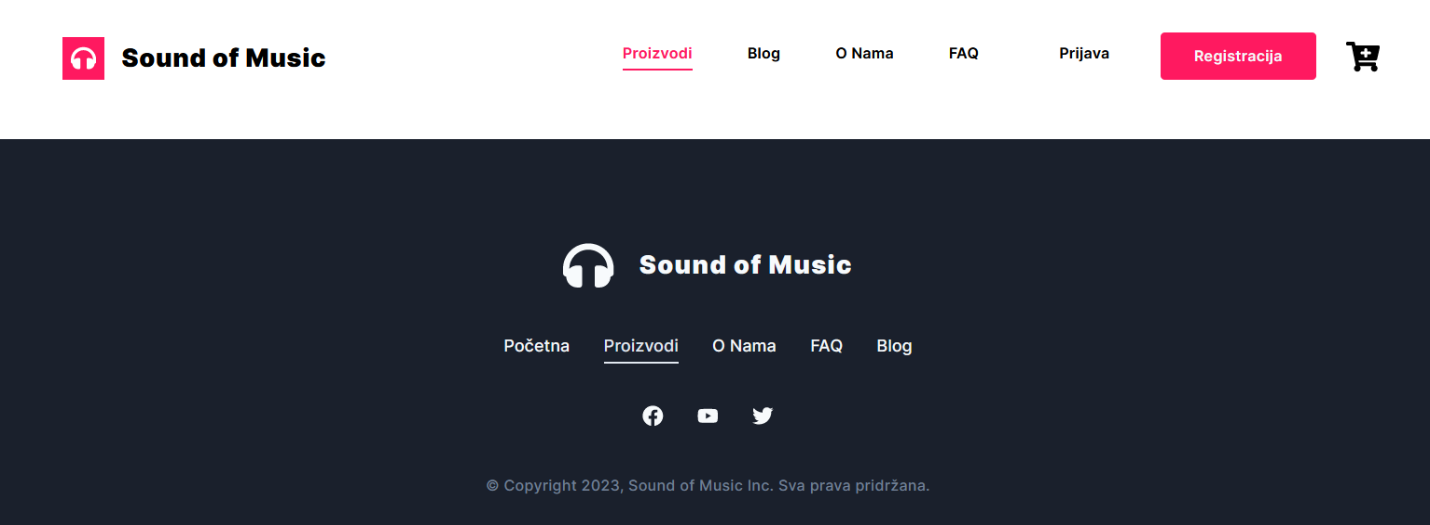 Sound of Music Proizvodi Blog O Nama FAQ Prijava Registracija
Sound of Music
Početna Proizvodi O Nama FAQ Blog
© Copyright 2023, Sound of Music Inc. Sva prava pridržana.